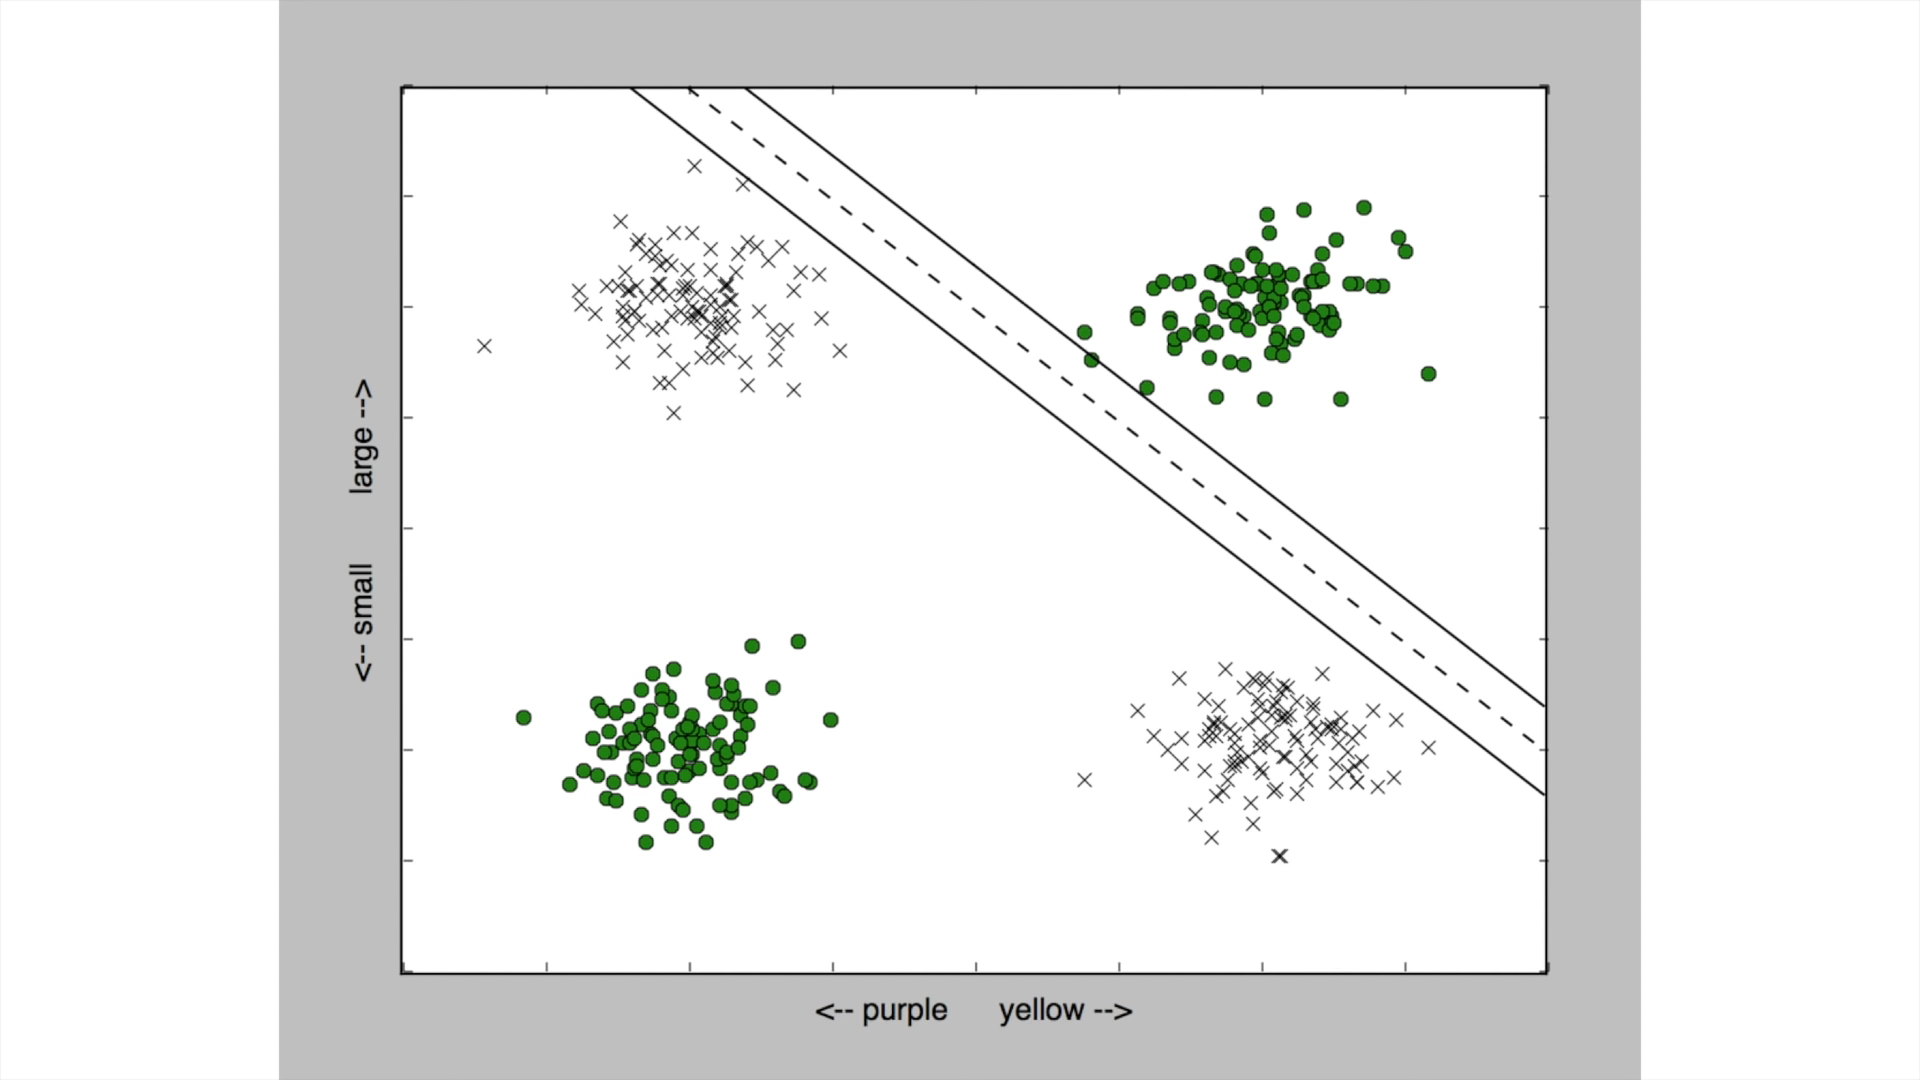 <-- small      large -->
<-- purple      yellow -->